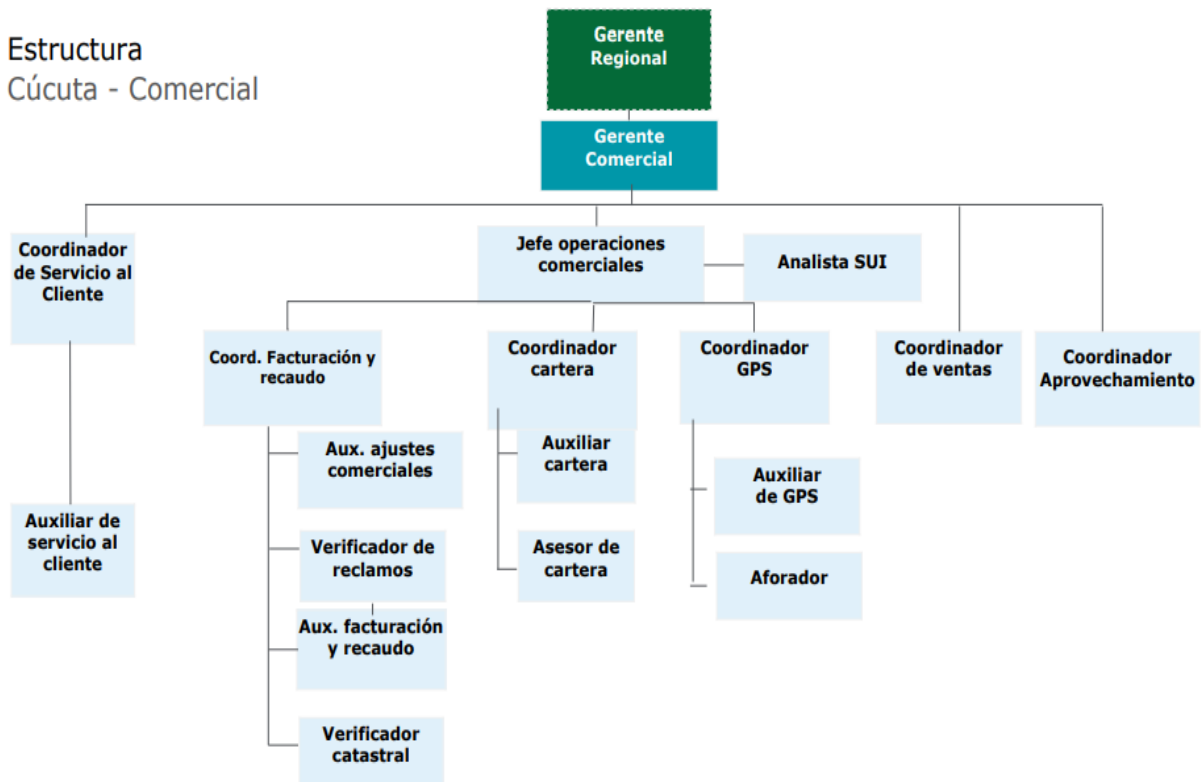 Estructura
Cúcuta - Comercial
Gerente
Regional
Gerente
Comercial
Coordinador
de Servicio al
Cliente
Jefe operaciones
comerciales
Analista SUI
Coord. Facturación y
recaudo
Coordinador
cartera
Coordinador
GPS
Coordinador
de ventas
Coordinador
Aprovechamiento
Aux. ajustes
comerciales
Auxiliar
cartera
Auxiliar
de GPS
Auxiliar de
servicio al
cliente
Verificador de
reclamos
Asesor de
cartera
Aforador
Aux. facturación
y recaudo
Verificador
catastral